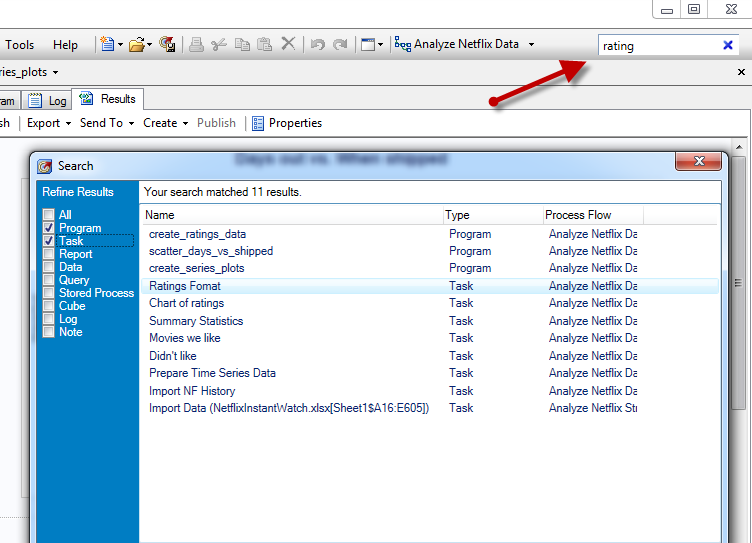 Tools Help Analyze Netflix Data rating
ries_plots
ram Log Results
sh Export Send To Create Publish Properties
Days out vs. When shipped
Search
Refine Results Your search matched 11 results.
All Name Type Process Flow
Program create_ratings_data Program Analyze Netflix Da
Task scatter_days_vs_shipped Program Analyze Netflix Da
Report create_series_plots Program Analyze Netflix Da
Data Ratings Fomat Task Analyze Netflix Da
Query Chart of ratings Task Analyze Netflix Da
Stored Process Summary Statistics Task Analyze Netflix Da
Cube Movies we like Task Analyze Netflix Da
Log Didn't like Task Analyze Netflix Da
Note Prepare Time Series Data Task Analyze Netflix Da
Import NF History Task Analyze Netflix Da
Import Data (NetflixInstantWatch.xlsx[Sheet1$A16:E605]) Task Analyze Netflix Str